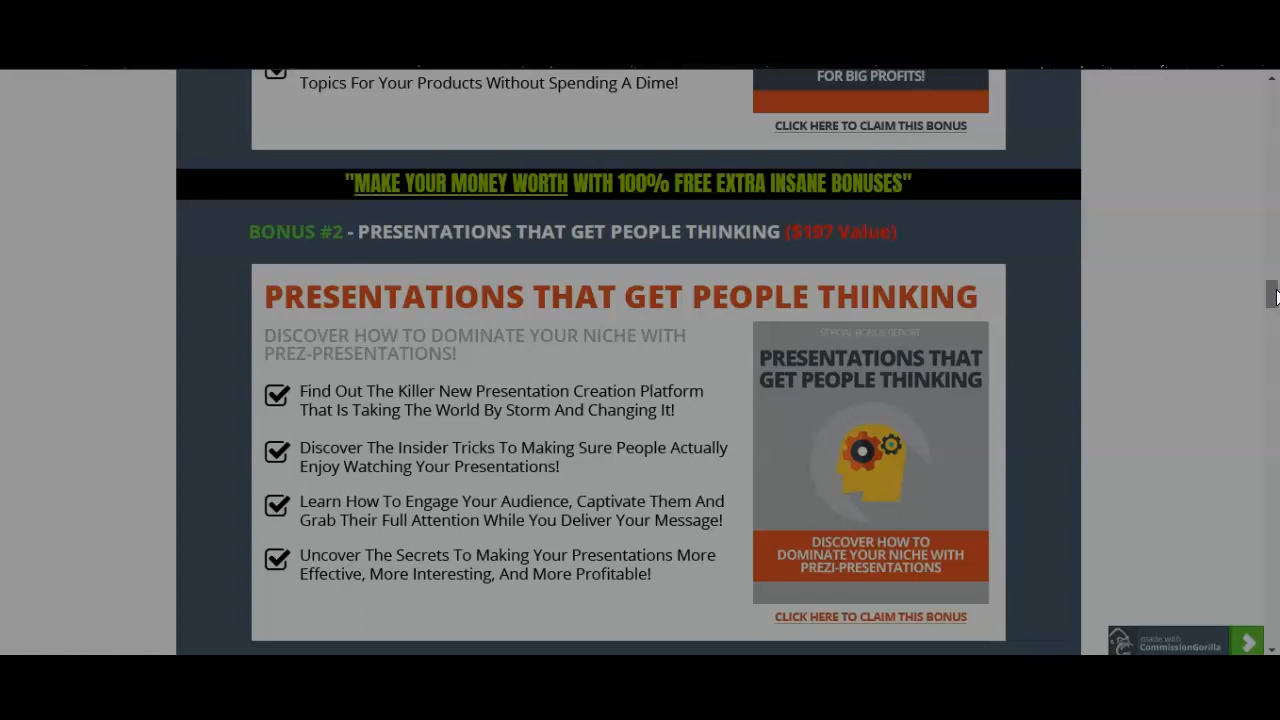 Topics For Your Products Without Spending A Dime!
FOR BIG PROFITS!
CLICK HERE TO CLAIM THIS BONUS
"MAKE YOUR MONEY WORTH WITH 100% FREE EXTRA INSANE BONUSES"
BONUS #2 - PRESENTATIONS THAT GET PEOPLE THINKING ($197 Value)
PRESENTATIONS THAT GET PEOPLE THINKING
DISCOVER HOW TO DOMINATE YOUR NICHE WITH
PREZ-PRESENTATIONS!
Find Out The Killer New Presentation Creation Platform
That Is Taking The World By Storm And Changing It!
Discover The Insider Tricks To Making Sure People Actually
Enjoy Watching Your Presentations!
Learn How To Engage Your Audience, Captivate Them And
Grab Their Full Attention While You Deliver Your Message!
Uncover The Secrets To Making Your Presentations More
Effective, More Interesting, And More Profitable!
SPECIAL BONUS REPORT
PRESENTATIONS THAT
GET PEOPLE THINKING
DISCOVER HOW TO
DOMINATE YOUR NICHE WITH
PREZI-PRESENTATIONS
CLICK HERE TO CLAIM THIS BONUS
made with
CommissionGorilla